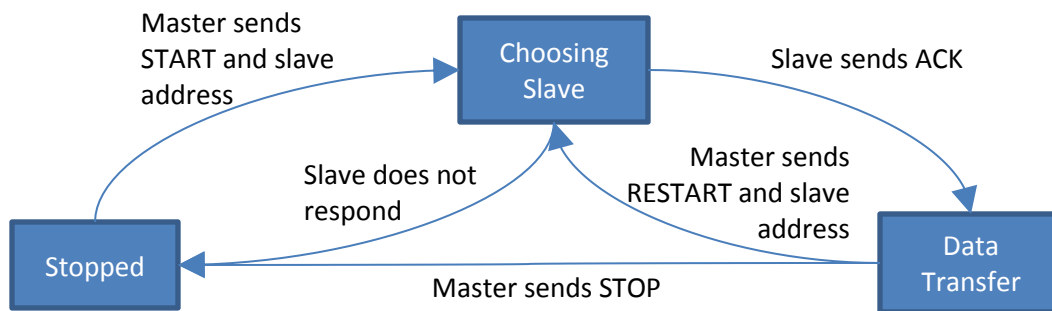 Master sends
START and slave
address
Choosing
Slave
Slave sends ACK
Slave does not
respond
Master sends
RESTART and slave
address
Stopped
Data
Transfer
Master sends STOP